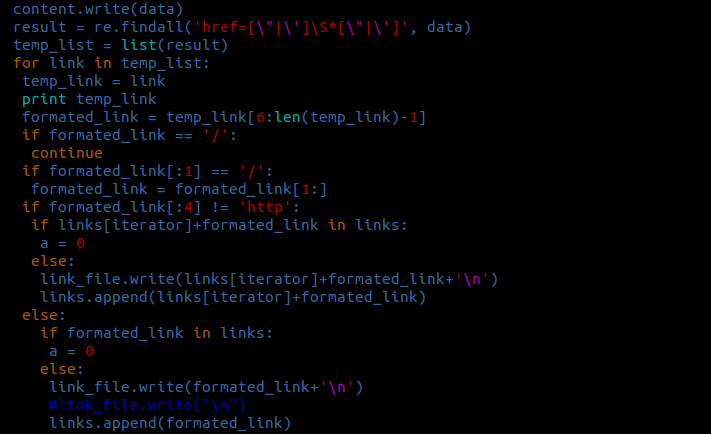 content.write(data)
result = re.findall('href=[\"|\']\S*[\"|\']', data)
temp_list = list(result)
for link in temp_list:
 temp_link = link
 print temp_link
 formated_link = temp_link[6:len(temp_link)-1]
 if formated_link == '/':
  continue
 if formated_link[:1] == '/':
  formated_link = formated_link[1:]
 if formated_link[:4] != 'http':
  if links[iterator]+formated_link in links:
   a = 0
  else:
   link_file.write(links[iterator]+formated_link+'\n')
   links.append(links[iterator]+formated_link)
 else:
   if formated_link in links:
    a = 0
   else:
    link_file.write(formated_link+'\n')
    #link_file.write("\n")
    links.append(formated_link)